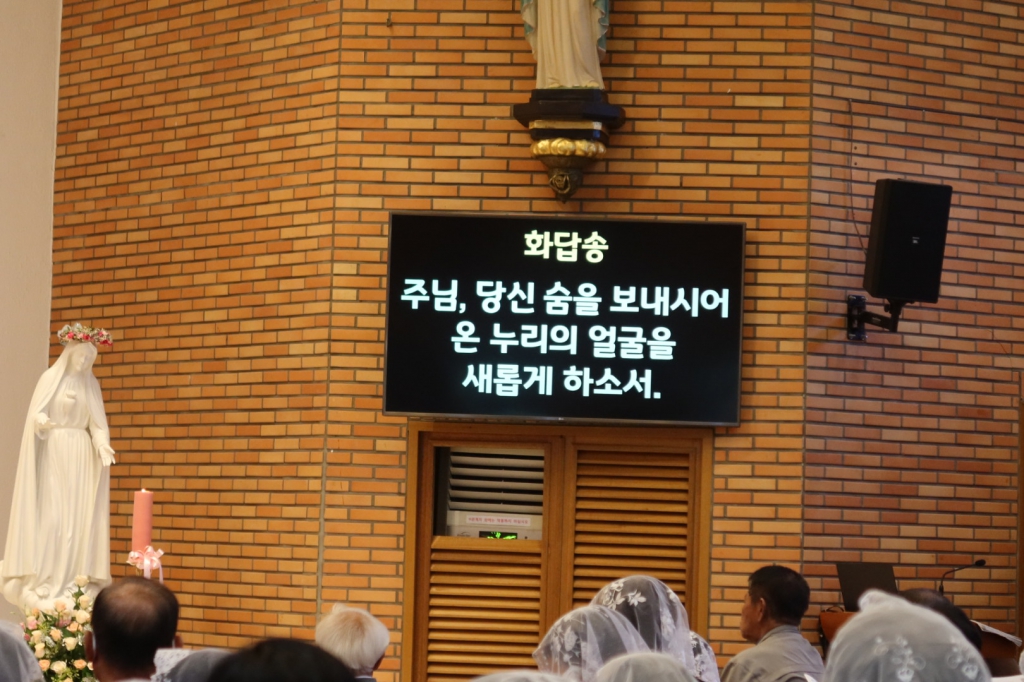 화답송
주님, 당신 숨을 보내시어
온 누리의 얼굴을
새롭게 하소서.